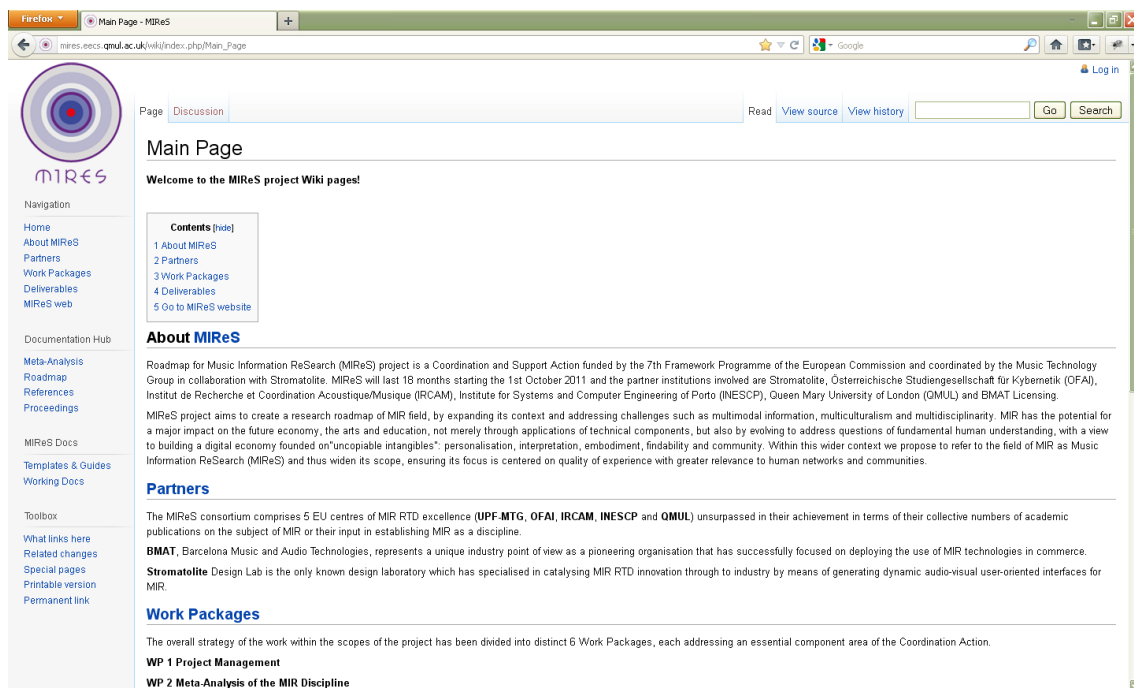 Firefox
Main Page - MIReS
+
mires.eecs.qmul.ac.uk/wiki/index.php/Main_Page
Google
Log in
Page Discussion
Read View source View history
Go Search
MIRES
Main Page
Welcome to the MIReS project Wiki pages!
Navigation
Home
About MIReS
Partners
Work Packages
Deliverables
MIReS web
Documentation Hub
Meta-Analysis
Roadmap
References
Proceedings
MIReS Docs
Templates & Guides
Working Docs
Toolbox
What links here
Related changes
Special pages
Printable version
Permanent link
Contents [hide]
1 About MIReS
2 Partners
3 Work Packages
4 Deliverables
5 Go to MIReS website
About MIReS
Roadmap for Music Information ReSearch (MIReS) project is a Coordination and Support Action funded by the 7th Framework Programme of the European Commission and coordinated by the Music Technology
Group in collaboration with Stromatolite. MIReS will last 18 months starting the 1st October 2011 and the partner institutions involved are Stromatolite, Österreichische Studiengesellschaft für Kybernetik (OFAI),
Institut de Recherche et Coordination Acoustique/Musique (IRCAM), Institute for Systems and Computer Engineering of Porto (INESCP), Queen Mary University of London (QMUL) and BMAT Licensing.
MIReS project aims to create a research roadmap of MIR field, by expanding its context and addressing challenges such as multimodal information, multiculturalism and multidisciplinarity. MIR has the potential for
a major impact on the future economy, the arts and education, not merely through applications of technical components, but also by evolving to address questions of fundamental human understanding, with a view
to building a digital economy founded on"uncopiable intangibles": personalisation, interpretation, embodiment, findability and community. Within this wider context we propose to refer to the field of MIR as Music
Information ReSearch (MIReS) and thus widen its scope, ensuring its focus is centered on quality of experience with greater relevance to human networks and communities.
Partners
The MIReS consortium comprises 5 EU centres of MIR RTD excellence (UPF-MTG, OFAI, IRCAM, INESCP and QMUL) unsurpassed in their achievement in terms of their collective numbers of academic
publications on the subject of MIR or their input in establishing MIR as a discipline.
BMAT, Barcelona Music and Audio Technologies, represents a unique industry point of view as a pioneering organisation that has successfully focused on deploying the use of MIR technologies in commerce.
Stromatolite Design Lab is the only known design laboratory which has specialised in catalysing MIR RTD innovation through to industry by means of generating dynamic audio-visual user-oriented interfaces for
MIR.
Work Packages
The overall strategy of the work within the scopes of the project has been divided into distinct 6 Work Packages, each addressing an essential component area of the Coordination Action.
WP 1 Project Management
WP 2 Meta-Analysis of the MIR Discipline